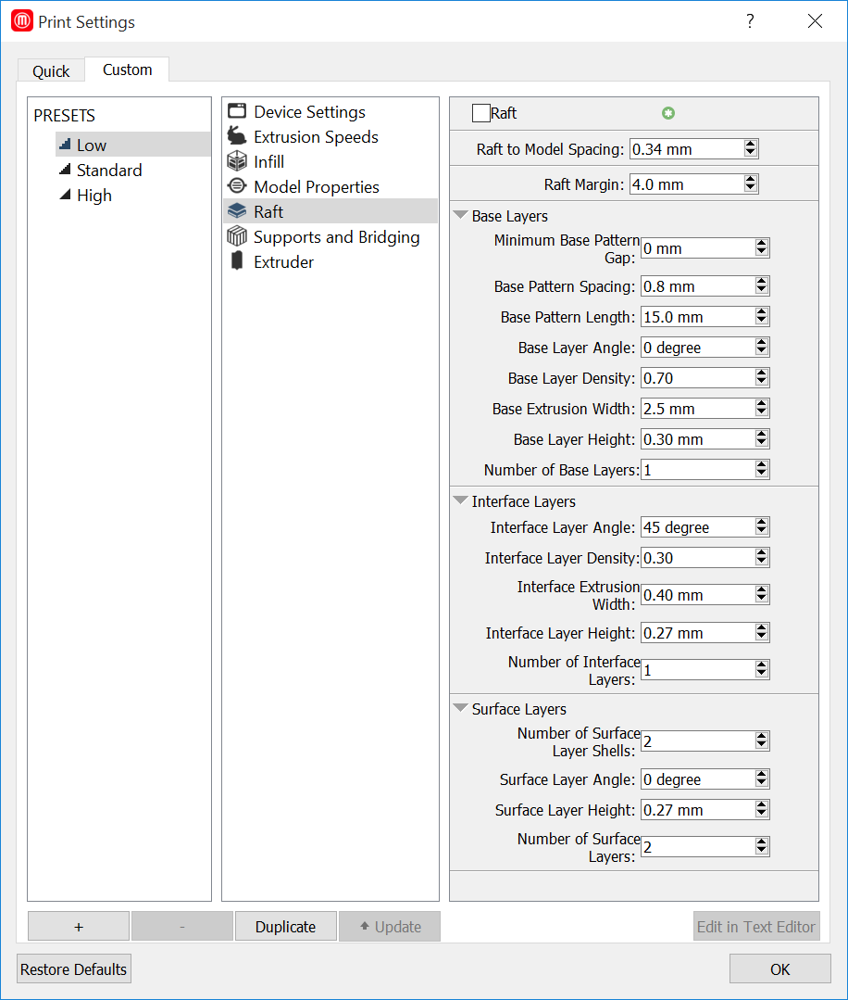 Print Settings
?
Quick
Custom
PRESETS
Low
Standard
High
Device Settings
Extrusion Speeds
Infill
Model Properties
Raft
Supports and Bridging
Extruder
Raft
Raft to Model Spacing: 0.34 mm
Raft Margin: 4.0 mm
Base Layers
Minimum Base Pattern
Gap: 0 mm
Base Pattern Spacing: 0.8 mm
Base Pattern Length: 15.0 mm
Base Layer Angle: 0 degree
Base Layer Density: 0.70
Base Extrusion Width: 2.5 mm
Base Layer Height: 0.30 mm
Number of Base Layers: 1
Interface Layers
Interface Layer Angle: 45 degree
Interface Layer Density: 0.30
Interface Extrusion
Width: 0.40 mm
Interface Layer Height: 0.27 mm
Number of Interface
Layers: 1
Surface Layers
Number of Surface
Layer Shells: 2
Surface Layer Angle: 0 degree
Surface Layer Height: 0.27 mm
Number of Surface
Layers: 2
+
-
Duplicate
Update
Edit in Text Editor
Restore Defaults
OK